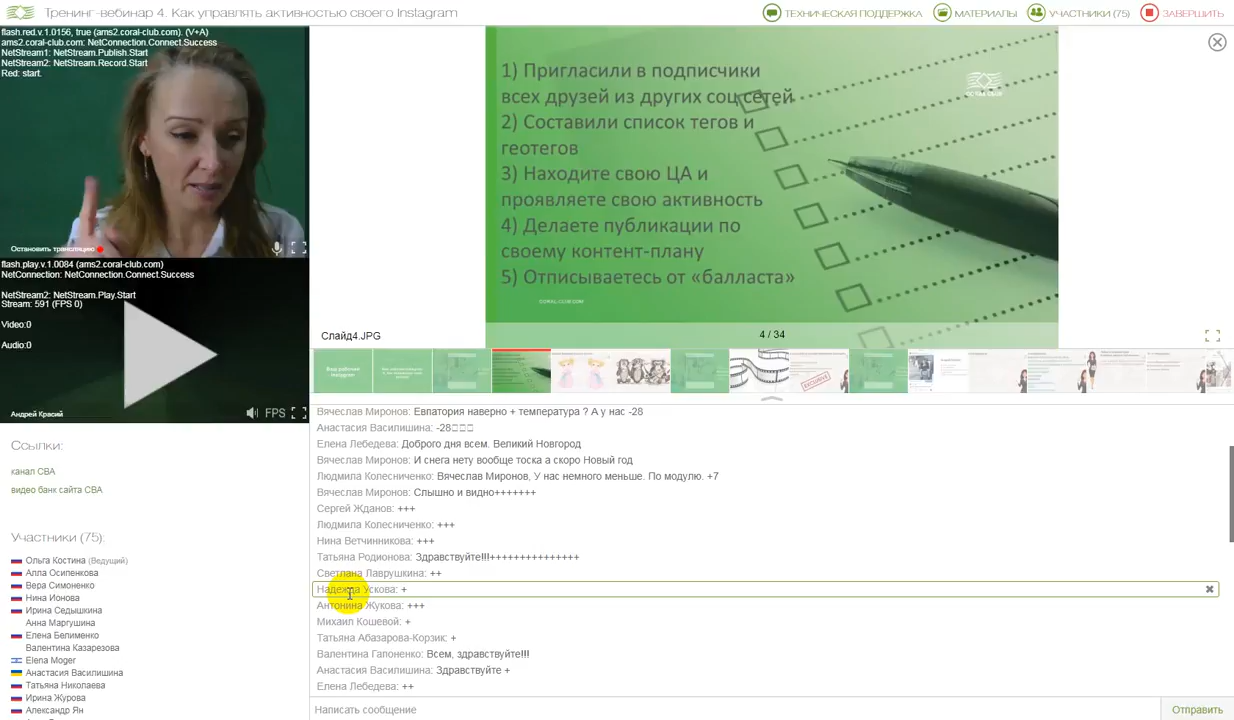 Тренинг-вебинар 4. Как управлять активностью своего Instagram
ТЕХНИЧЕСКАЯ ПОДДЕРЖКА
МАТЕРИАЛЫ
УЧАСТНИКИ (75)
ЗАВЕРШИТЬ
flash.red.v.1.0156, true (ams2.coral-club.com). (V+A)
ams2.coral-club.com: NetConnection.Connect.Success
NetStream1: NetStream.Publish.Start
NetStream2: NetStream.Record.Start
Red: start.
Остановить трансляцию
flash.play.v.1.0084 (ams2.coral-club.com)
NetConnection: NetConnection.Connect.Success
NetStream2: NetStream.Play.Start
Stream: 591 (FPS 0)
Video:0
Audio:0
Андрей Красий
FPS
1) Пригласили в подписчики
всех друзей из других соц сетей
2) Составили список тегов и
геотегов
3) Находите свою ЦА и
проявляете свою активность
4) Делаете публикации по
своему контент-плану
5) Отписываетесь от «балласта»
CORAL-CLUB.COM
CORAL CLUB
Слайд4.JPG
4 / 34
EXCLUSIVE
Ссылки:
канал СВА
видео банк сайта СВА
Участники (75):
Ольга Костина (Ведущий)
Алла Осипенкова
Вера Симоненко
Нина Ионова
Ирина Седышкина
Анна Маргушина
Елена Белименко
Валентина Казарезова
Elena Moger
Анастасия Василишина
Татьяна Николаева
Ирина Журова
Александр Ян
Вячеслав Миронов: Евпатория наверно + температура ? А у нас -28
Анастасия Василишина: -28
Елена Лебедева: Доброго дня всем. Великий Новгород
Вячеслав Миронов: И снега нету вообще тоска а скоро Новый год
Людмила Колесниченко: Вячеслав Миронов, У нас немного меньше. По модулю. +7
Вячеслав Миронов: Слышно и видно+++++++
Сергей Жданов: +++
Людмила Колесниченко: +++
Нина Ветчинникова: +++
Татьяна Родионова: Здравствуйте!!!+++++++++++++++
Светлана Лаврушкина: ++
Надежда Ускова: +
Антонина Жукова: +++
Михаил Кошевой: +
Татьяна Абазарова-Корзик: +
Валентина Гапоненко: Всем, здравствуйте!!!
Анастасия Василишина: Здравствуйте +
Елена Лебедева: ++
Написать сообщение
Отправить